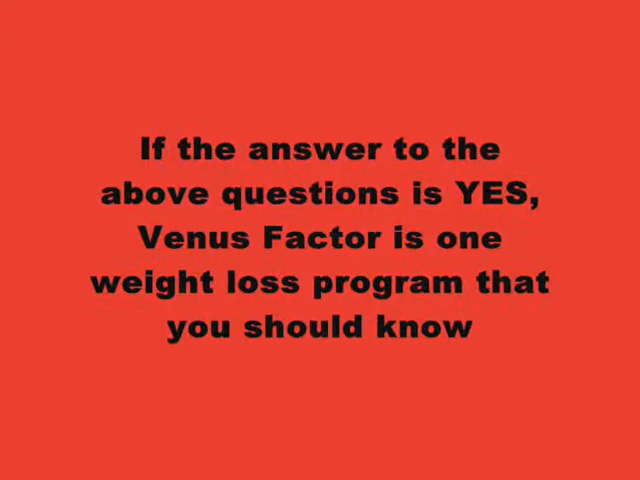 If the answer to the
above questions is YES,
Venus Factor is one
weight loss program that
you should know